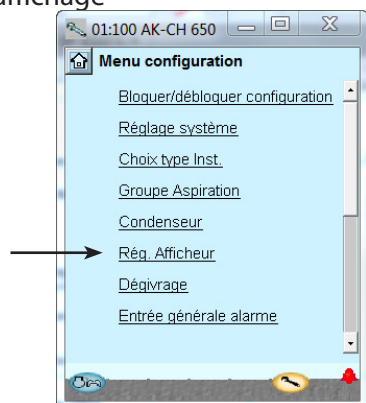 affichage
01:100 AK-CH 650
Menu configuration
Bloquer/débloquer configuration
Réglage système
Choix type Inst.
Groupe Aspiration
Condenseur
Rég. Afficheur
Dégivrage
Entrée générale alarme